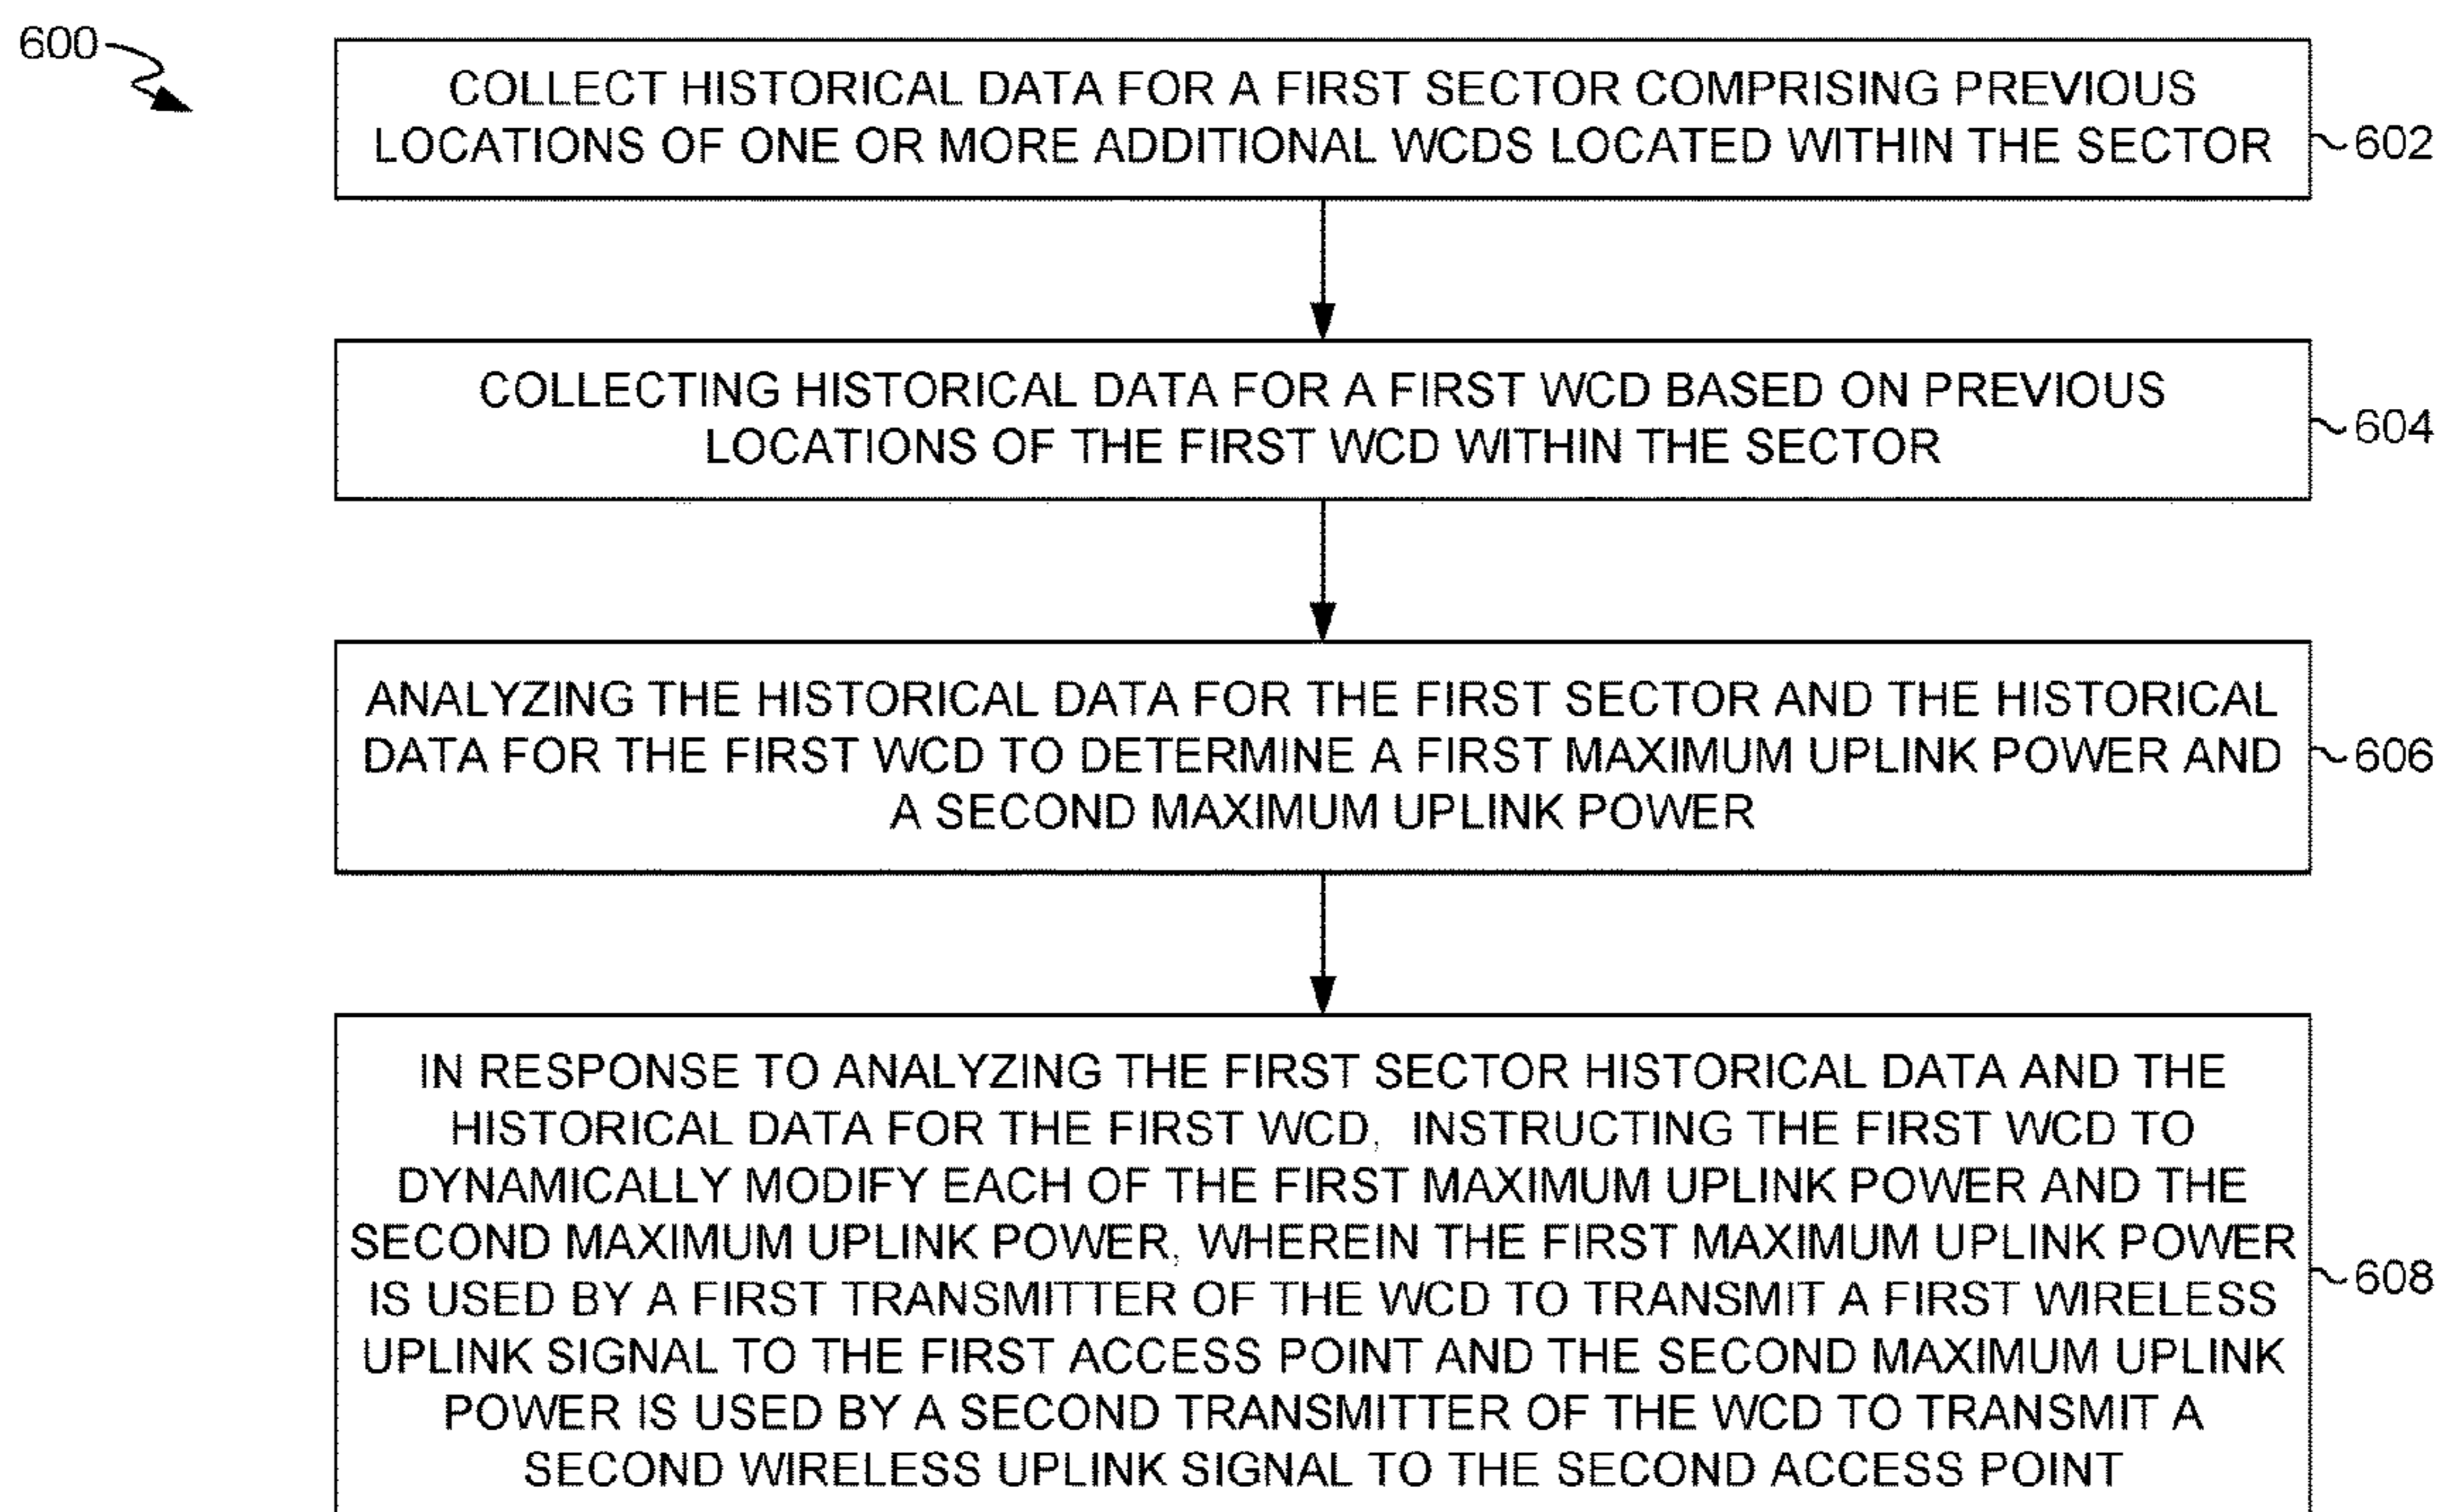 600
COLLECT HISTORICAL DATA FOR A FIRST SECTOR COMPRISING PREVIOUS
LOCATIONS OF ONE OR MORE ADDITIONAL WCDS LOCATED WITHIN THE SECTOR
602
COLLECTING HISTORICAL DATA FOR A FIRST WCD BASED ON PREVIOUS
LOCATIONS OF THE FIRST WCD WITHIN THE SECTOR
604
ANALYZING THE HISTORICAL DATA FOR THE FIRST SECTOR AND THE HISTORICAL
DATA FOR THE FIRST WCD TO DETERMINE A FIRST MAXIMUM UPLINK POWER AND
A SECOND MAXIMUM UPLINK POWER
606
IN RESPONSE TO ANALYZING THE FIRST SECTOR HISTORICAL DATA AND THE
HISTORICAL DATA FOR THE FIRST WCD, INSTRUCTING THE FIRST WCD TO
DYNAMICALLY MODIFY EACH OF THE FIRST MAXIMUM UPLINK POWER AND THE
SECOND MAXIMUM UPLINK POWER, WHEREIN THE FIRST MAXIMUM UPLINK POWER
IS USED BY A FIRST TRANSMITTER OF THE WCD TO TRANSMIT A FIRST WIRELESS
UPLINK SIGNAL TO THE FIRST ACCESS POINT AND THE SECOND MAXIMUM UPLINK
POWER IS USED BY A SECOND TRANSMITTER OF THE WCD TO TRANSMIT A
SECOND WIRELESS UPLINK SIGNAL TO THE SECOND ACCESS POINT
608